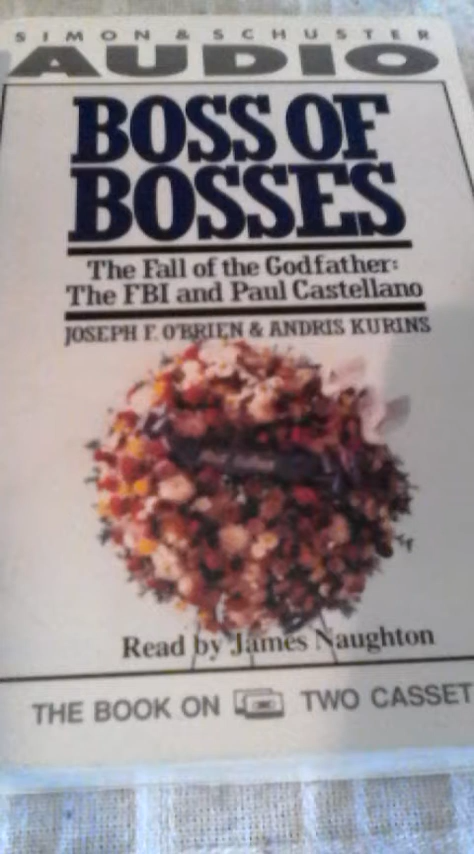 SIMON & SCHUSTER
AUDIO
BOSS OF
BOSSES
The Fall of the Godfather:
The FBI and Paul Castellano
JOSEPH F. O'BRIEN & ANDRIS KURINS
Read by James Naughton
THE BOOK ON TWO CASSET